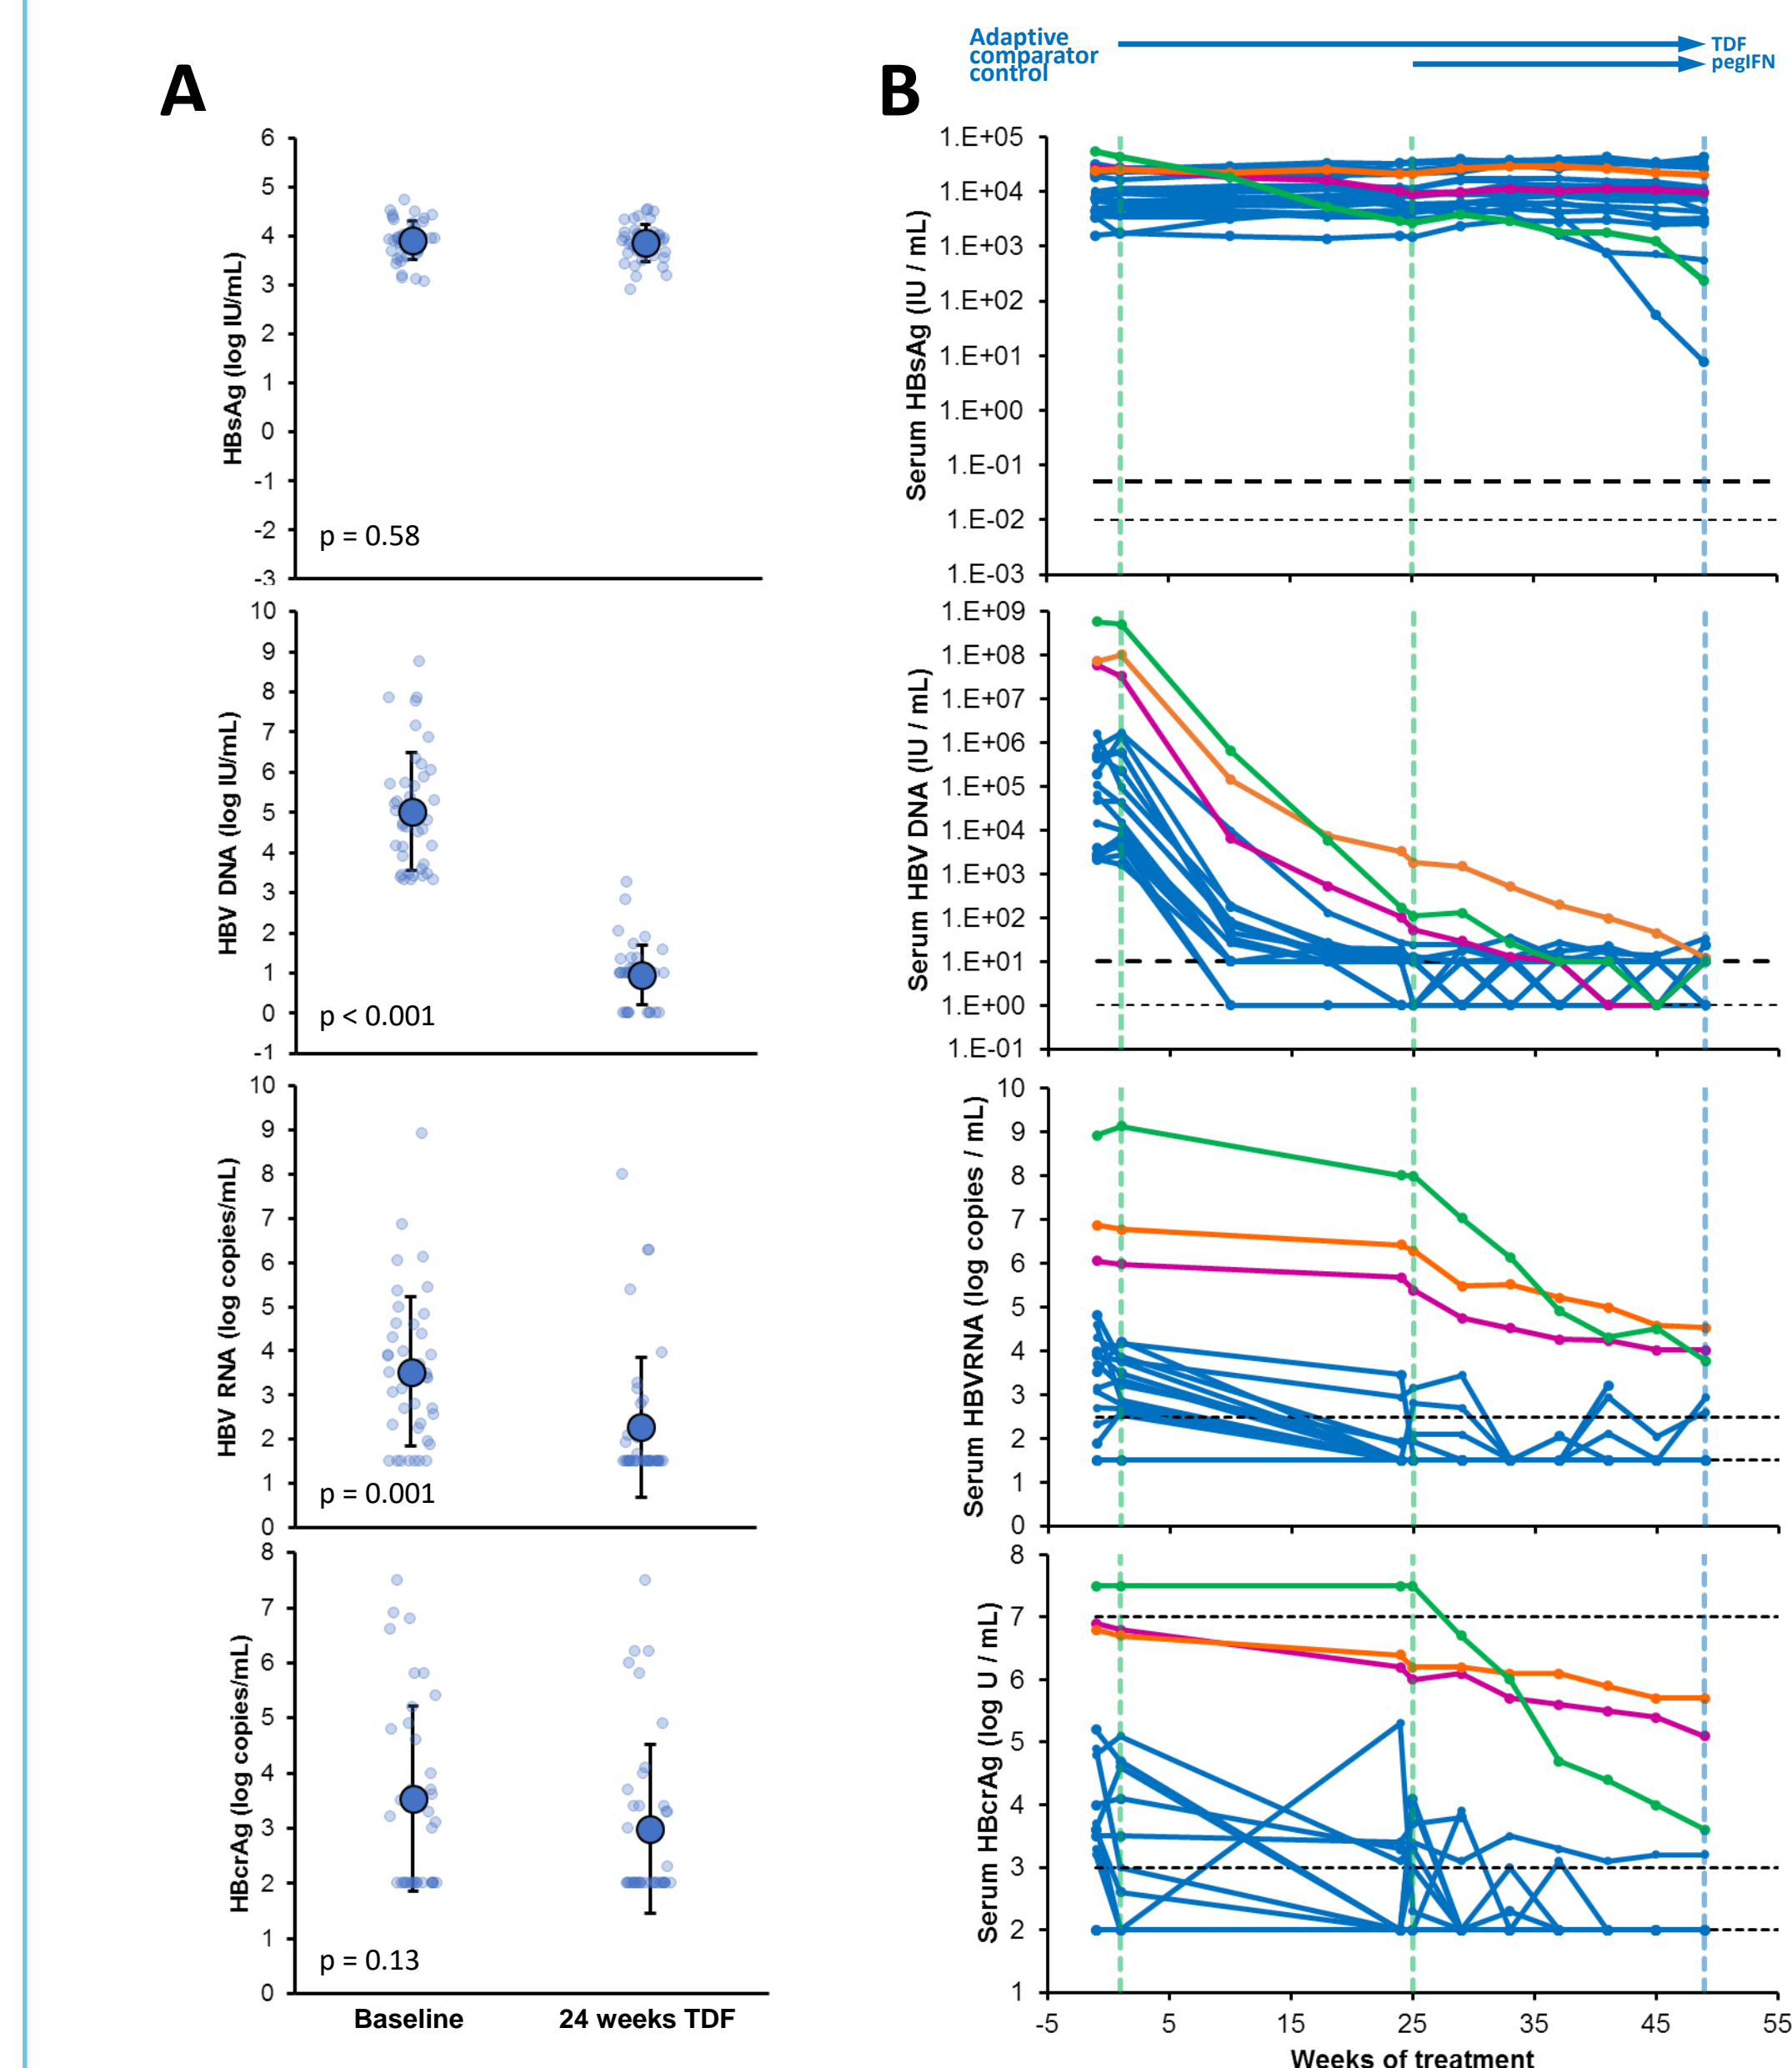 Adaptive
comparator
control
TDF
pegIFN
A
B
HBsAg (log IU/mL)
6
5
4
3
2
1
0
-1
-2
-3
p = 0.58
Serum HBsAg (IU / mL)
1.E+05
1.E+04
1.E+03
1.E+02
1.E+01
1.E+00
1.E-01
1.E-02
1.E-03
HBV DNA (log IU/mL)
10
9
8
7
6
5
4
3
2
1
0
-1
p < 0.001
Serum HBV DNA (IU / mL)
1.E+09
1.E+08
1.E+07
1.E+06
1.E+05
1.E+04
1.E+03
1.E+02
1.E+01
1.E+00
1.E-01
HBV RNA (log copies/mL)
10
9
8
7
6
5
4
3
2
1
0
p = 0.001
Serum HBVRNA (log copies / mL)
10
9
8
7
6
5
4
3
2
1
0
HBcrAg (log copies/mL)
8
7
6
5
4
3
2
1
0
p = 0.13
Baseline
24 weeks TDF
Serum HBcrAg (log U / mL)
8
7
6
5
4
3
2
1
-5
5
15
25
35
45
55
Weeks of treatment